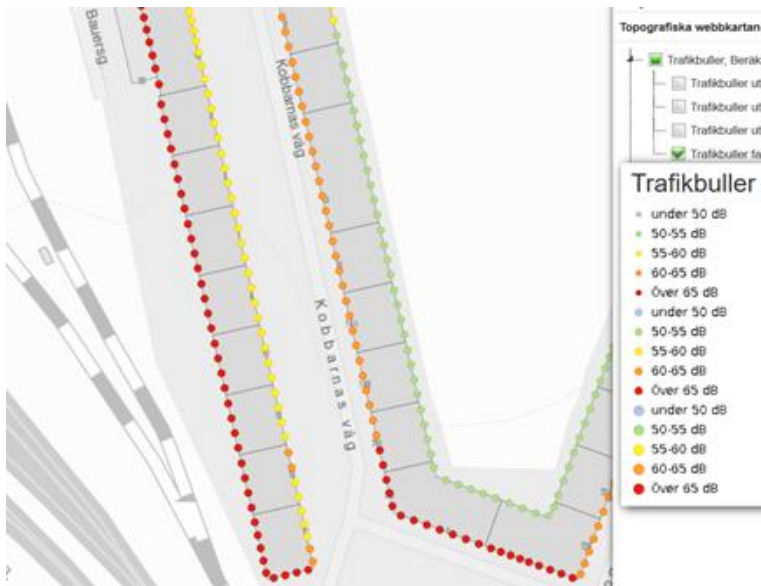 Topografiska webbkartan
Bauersg.
Kobbarnas väg
Trafikbuller, Beräk
Trafikbuller ut
Trafikbuller ut
Trafikbuller ut
Trafikbuller fa
Trafikbuller
under 50 dB
50-55 dB
55-60 dB
60-65 dB
Över 65 dB
under 50 dB
50-55 dB
55-60 dB
60-65 dB
Över 65 dB
under 50 dB
50-55 dB
55-60 dB
60-65 dB
Över 65 dB
Kobbarnas väg